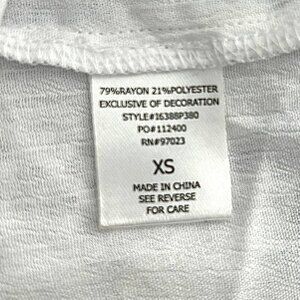 79%RAYON 21%POLYESTER
EXCLUSIVE OF DECORATION
STYLE#16388P380
PO#112400
RN#97023
XS
MADE IN CHINA
SEE REVERSE
FOR CARE